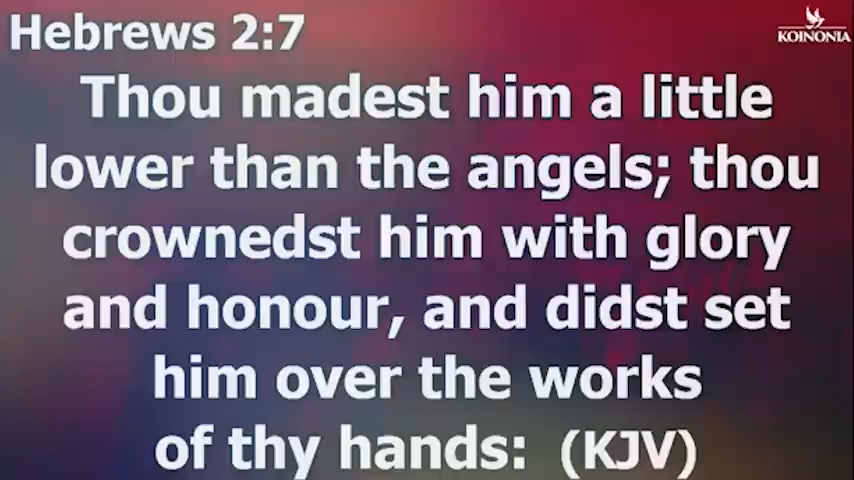 Hebrews 2:7
KOINONIA
Thou madest him a little
lower than the angels; thou
crownedst him with glory
and honour, and didst set
him over the works
of thy hands: (KJV)